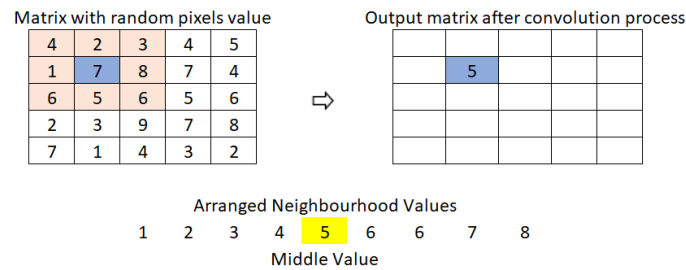 Matrix with random pixels value
Output matrix after convolution process
4 2 3 4 5
1 7 8 7 4
5
6 5 6 5 6
2 3 9 7 8
7 1 4 3 2
Arranged Neighbourhood Values
1 2 3 4 5 6 6 7 8
Middle Value